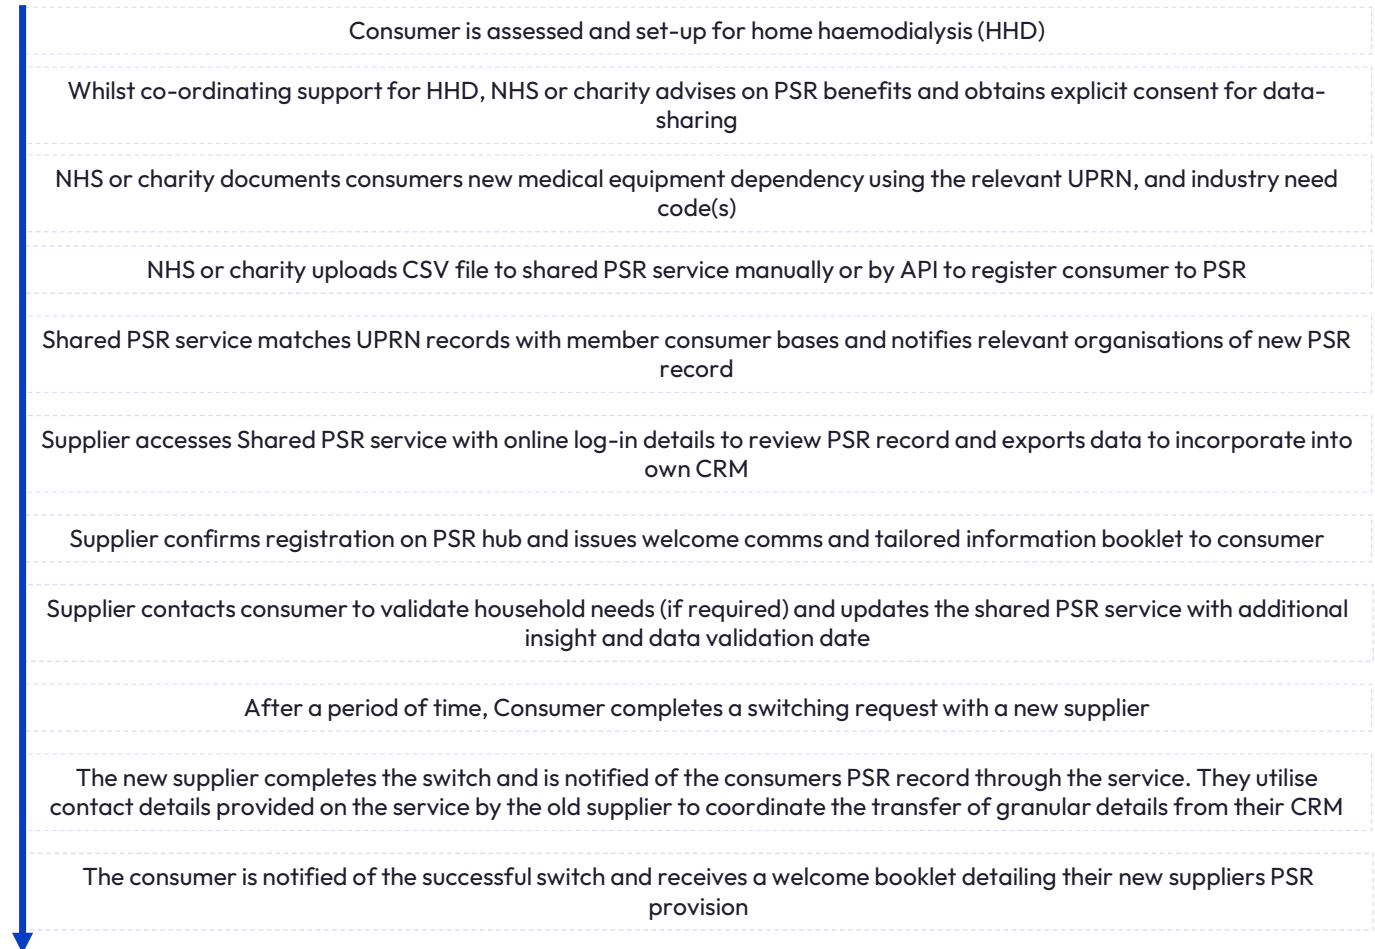 Consumer is assessed and set-up for home haemodialysis (HHD)
Whilst co-ordinating support for HHD, NHS or charity advises on PSR benefits and obtains explicit consent for data-
sharing
NHS or charity documents consumers new medical equipment dependency using the relevant UPRN, and industry need
code(s)
NHS or charity uploads CSV file to shared PSR service manually or by API to register consumer to PSR
Shared PSR service matches UPRN records with member consumer bases and notifies relevant organisations of new PSR
record
Supplier accesses Shared PSR service with online log-in details to review PSR record and exports data to incorporate into
own CRM
Supplier confirms registration on PSR hub and issues welcome comms and tailored information booklet to consumer
Supplier contacts consumer to validate household needs (if required) and updates the shared PSR service with additional
insight and data validation date
After a period of time, Consumer completes a switching request with a new supplier
The new supplier completes the switch and is notified of the consumers PSR record through the service. They utilise
contact details provided on the service by the old supplier to coordinate the transfer of granular details from their CRM
The consumer is notified of the successful switch and receives a welcome booklet detailing their new suppliers PSR
provision